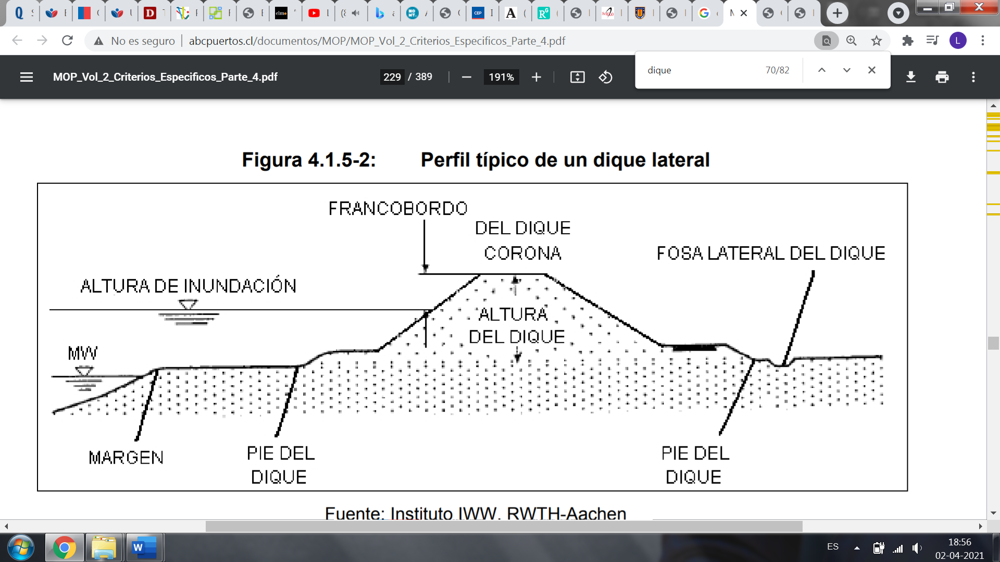 No es seguro
abcpuertos.cl/documentos/MOP/MOP_Vol_2_Criterios_Especificos_Parte_4.pdf
L
MOP_Vol_2_Criterios_Especificos_Parte_4.pdf
229 / 389
191%
dique
70/82
Figura 4.1.5-2: Perfil típico de un dique lateral
FRANCOBORDO
DEL DIQUE
CORONA
FOSA LATERAL DEL DIQUE
ALTURA DE INUNDACIÓN
ALTURA
DEL DIQUE
MW
MARGEN
PIE DEL
DIQUE
PIE DEL
DIQUE
Fuente: Instituto IWW. RWTH-Aachen
ES
18:56
02-04-2021